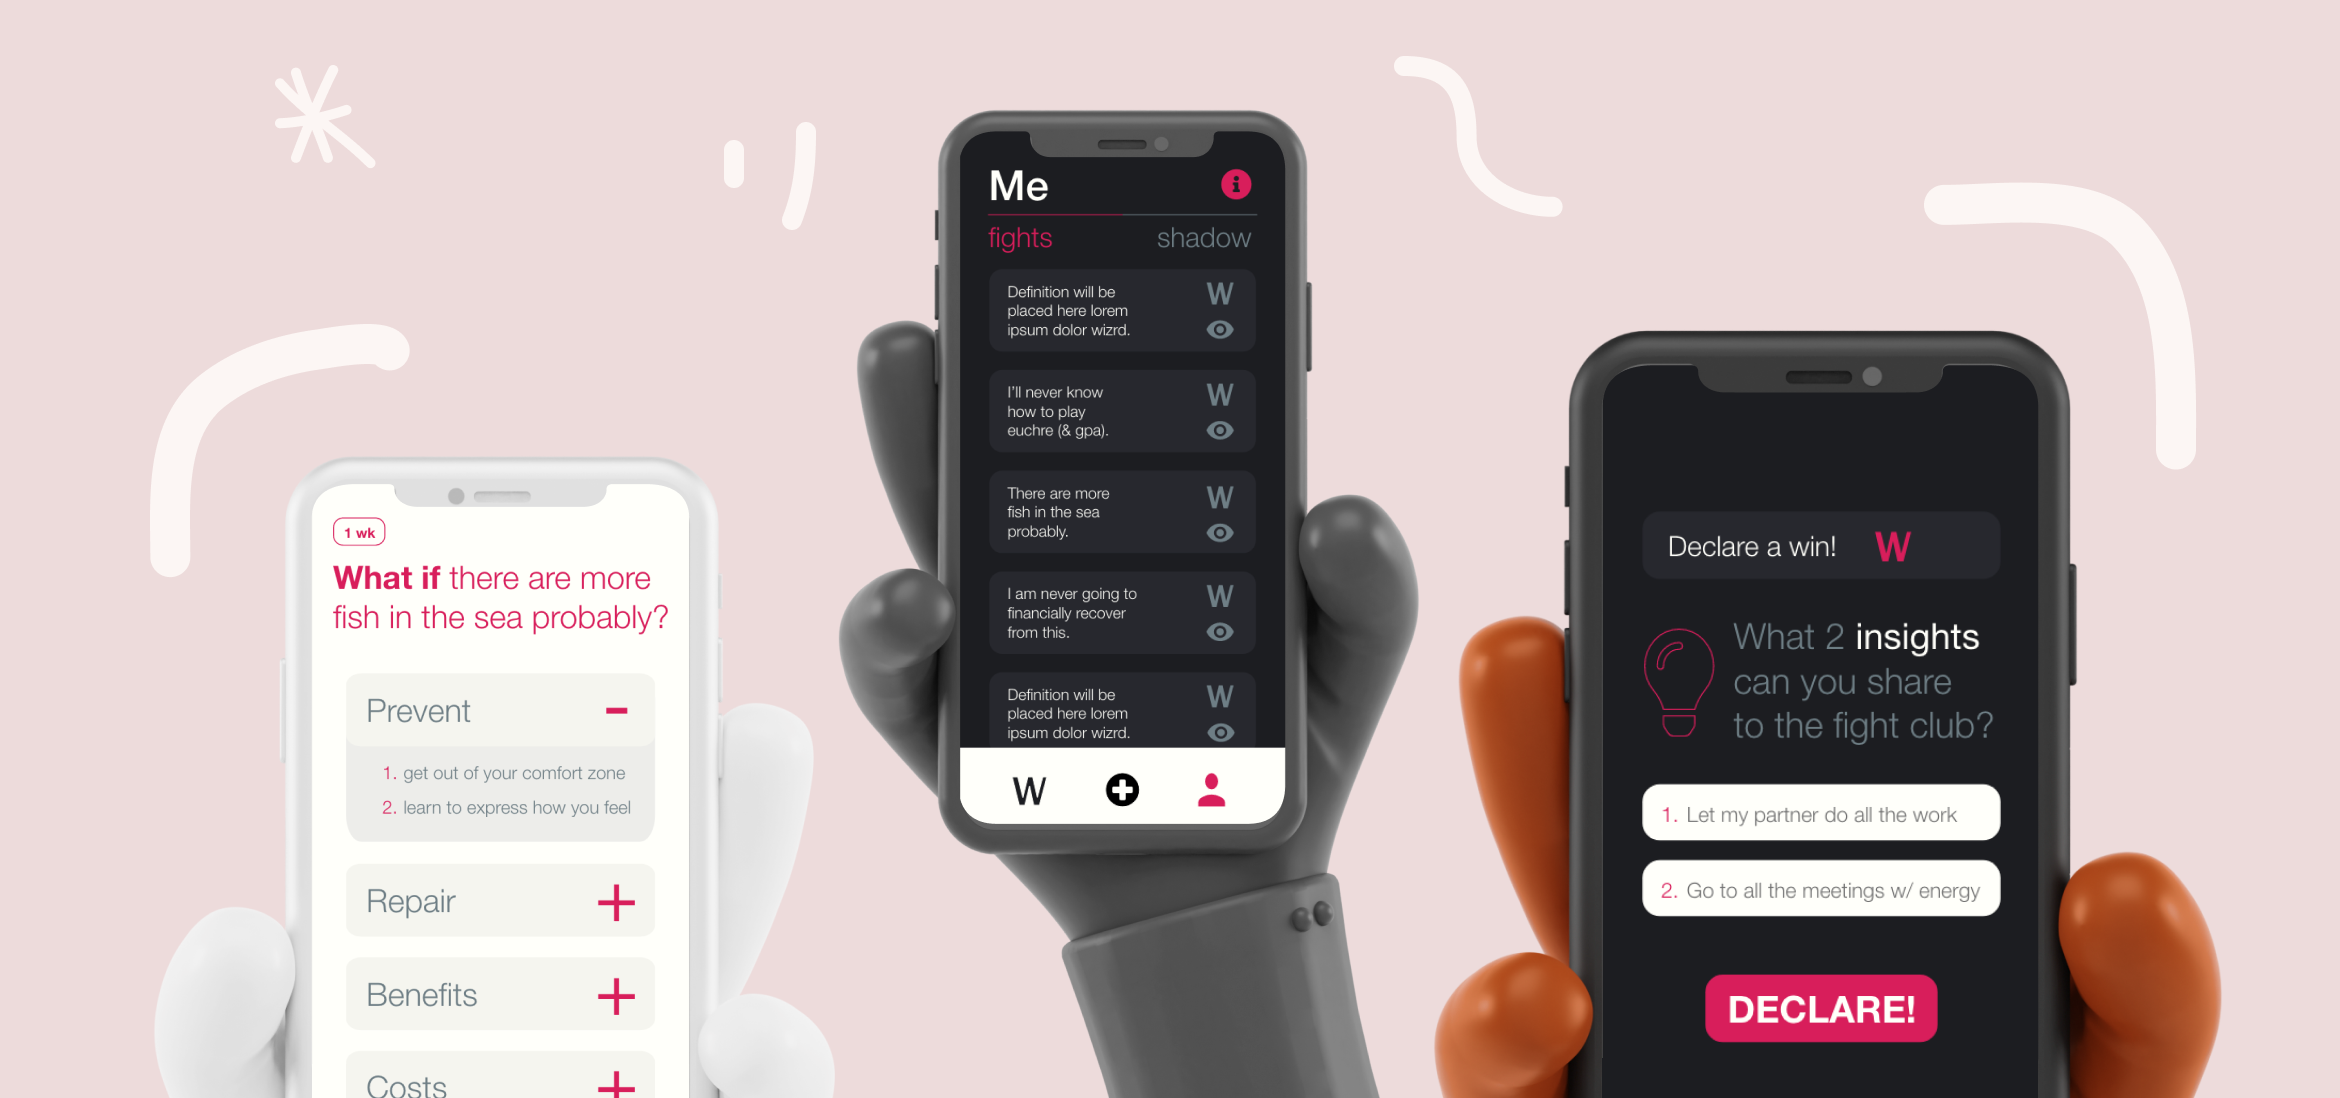 1 wk
What if there are more
fish in the sea probably?
Prevent
1. get out of your comfort zone
2. learn to express how you feel
Repair
Benefits
Costs
Me
fights shadow
Definition will be
placed here lorem
ipsum dolor wizrd.
W
I'll never know
how to play
euchre (& gpa).
W
There are more
fish in the sea
probably.
W
I am never going to
financially recover
from this.
W
Definition will be
placed here lorem
ipsum dolor wizrd.
W
W
Declare a win! W
What 2 insights
can you share
to the fight club?
1. Let my partner do all the work
2. Go to all the meetings w/ energy
DECLARE!